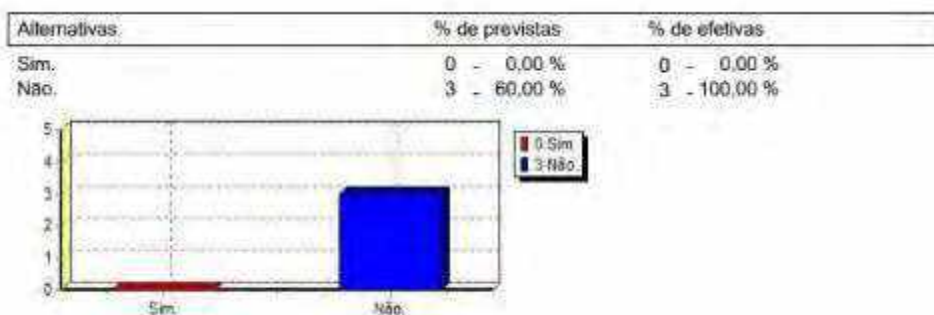 Alternativas % de previstas % de efetivas
Sim. 0 - 0,00 % 0 - 0,00 %
Não. 3 - 60,00 % 3 - 100,00 %
5
4
3
2
1
0
Sim. Não.
0 Sim.
3 Não.